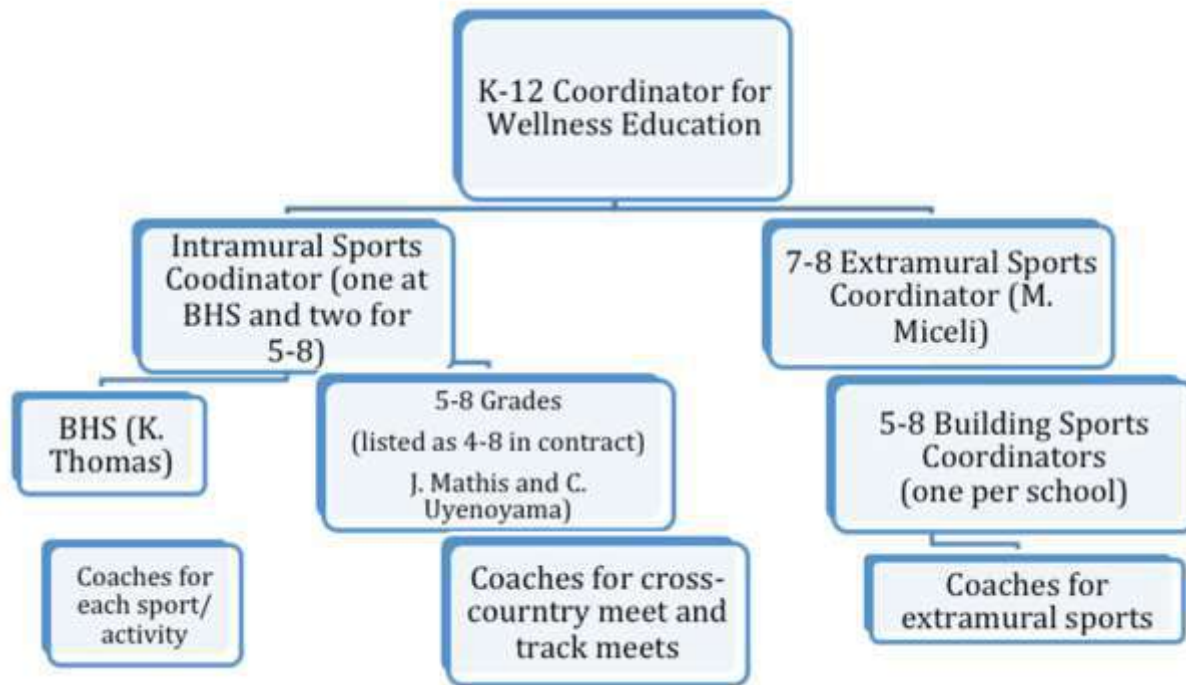 K-12 Coordinator for
Wellness Education
Intramural Sports
Coodinator (one at
BHS and two for
5-8)
7-8 Extramural Sports
Coordinator (M.
Miceli)
BHS (K.
Thomas)
5-8 Grades
(listed as 4-8 in contract)
J. Mathis and C.
Uyenoyama)
5-8 Building Sports
Coordinators
(one per school)
Coaches for
each sport/
activity
Coaches for cross-
courntry meet and
track meets
Coaches for
extramural sports